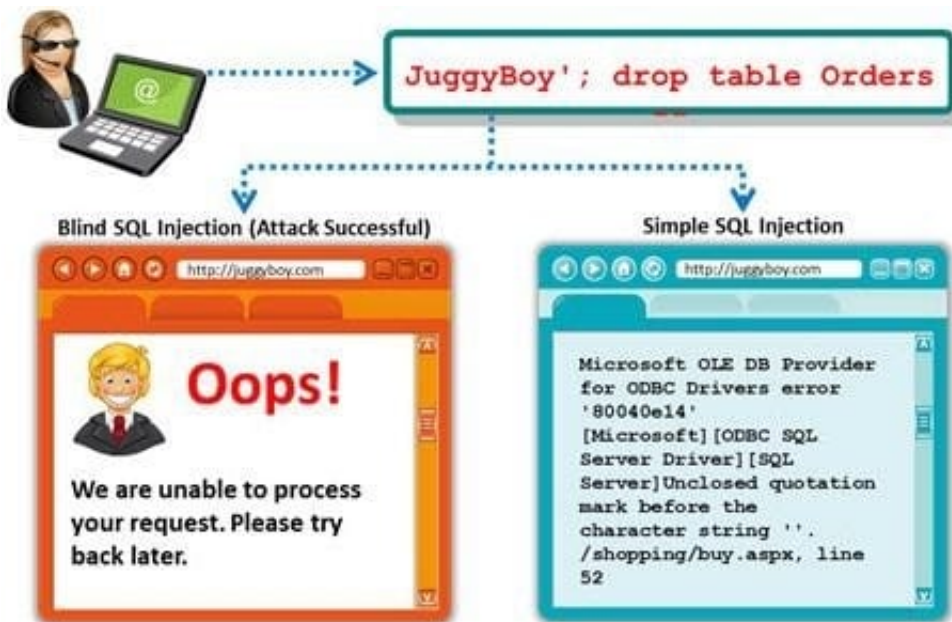 @
JuggyBoy'; drop table Orders
--
Blind SQL Injection (Attack Successful)
http://juggyboy.com
Oops!
We are unable to process
your request. Please try
back later.
Simple SQL Injection
http://juggyboy.com
Microsoft OLE DB Provider
for ODBC Drivers error
'80040e14'
[Microsoft][ODBC SQL
Server Driver][SQL
Server]Unclosed quotation
mark before the
character string ''.
/shopping/buy.aspx, line
52